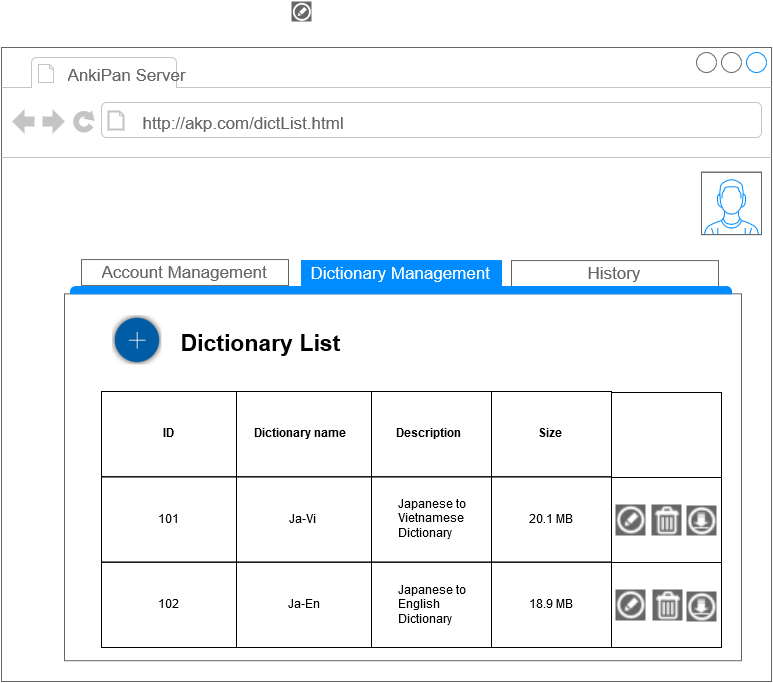 AnkiPan Server
http://akp.com/dictList.html
Account Management
Dictionary Management
History
Dictionary List
ID
Dictionary name
Description
Size
101
Ja-Vi
Japanese to
Vietnamese
Dictionary
20.1 MB
102
Ja-En
Japanese to
English
Dictionary
18.9 MB